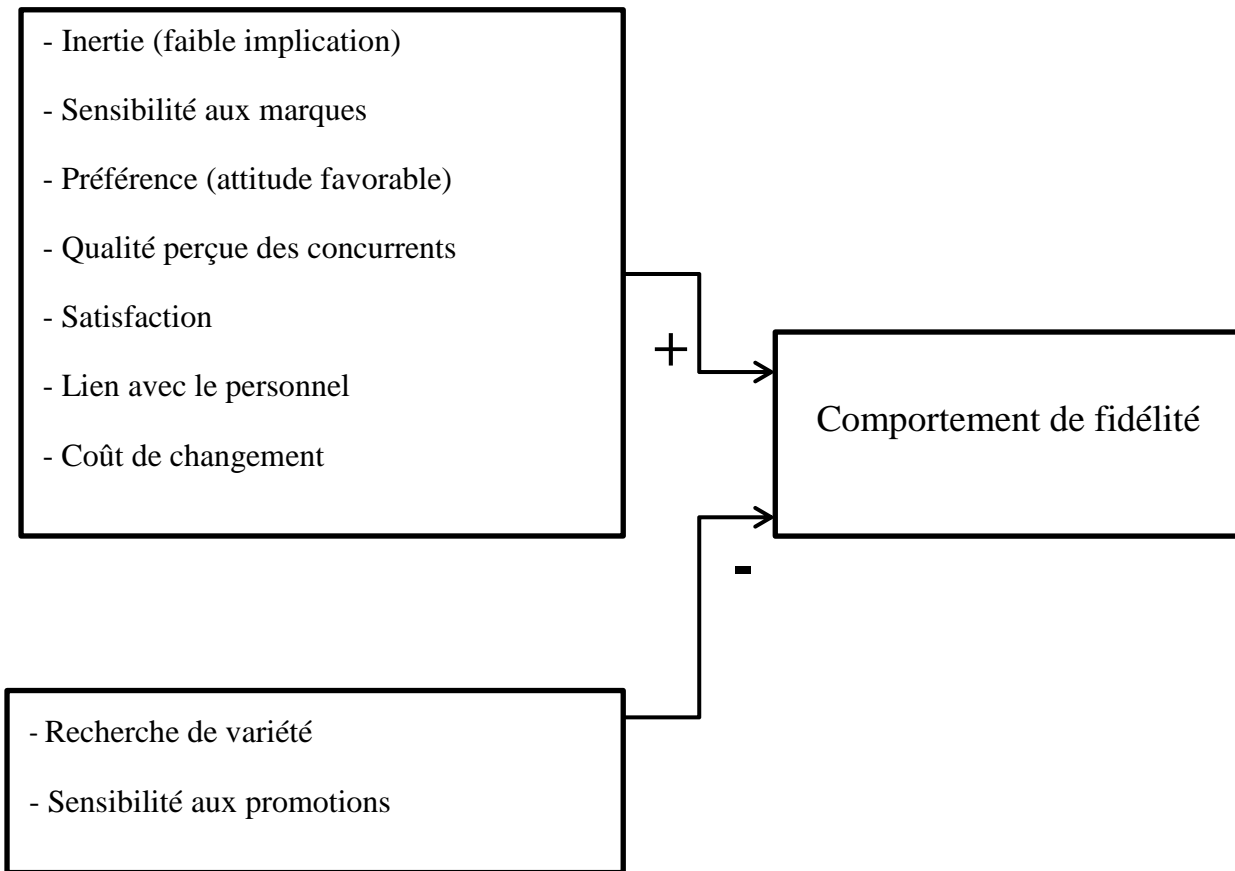 - Inertie (faible implication)
- Sensibilité aux marques
- Préférence (attitude favorable)
- Qualité perçue des concurrents
- Satisfaction
- Lien avec le personnel
- Coût de changement
+
Comportement de fidélité
-
- Recherche de variété
- Sensibilité aux promotions